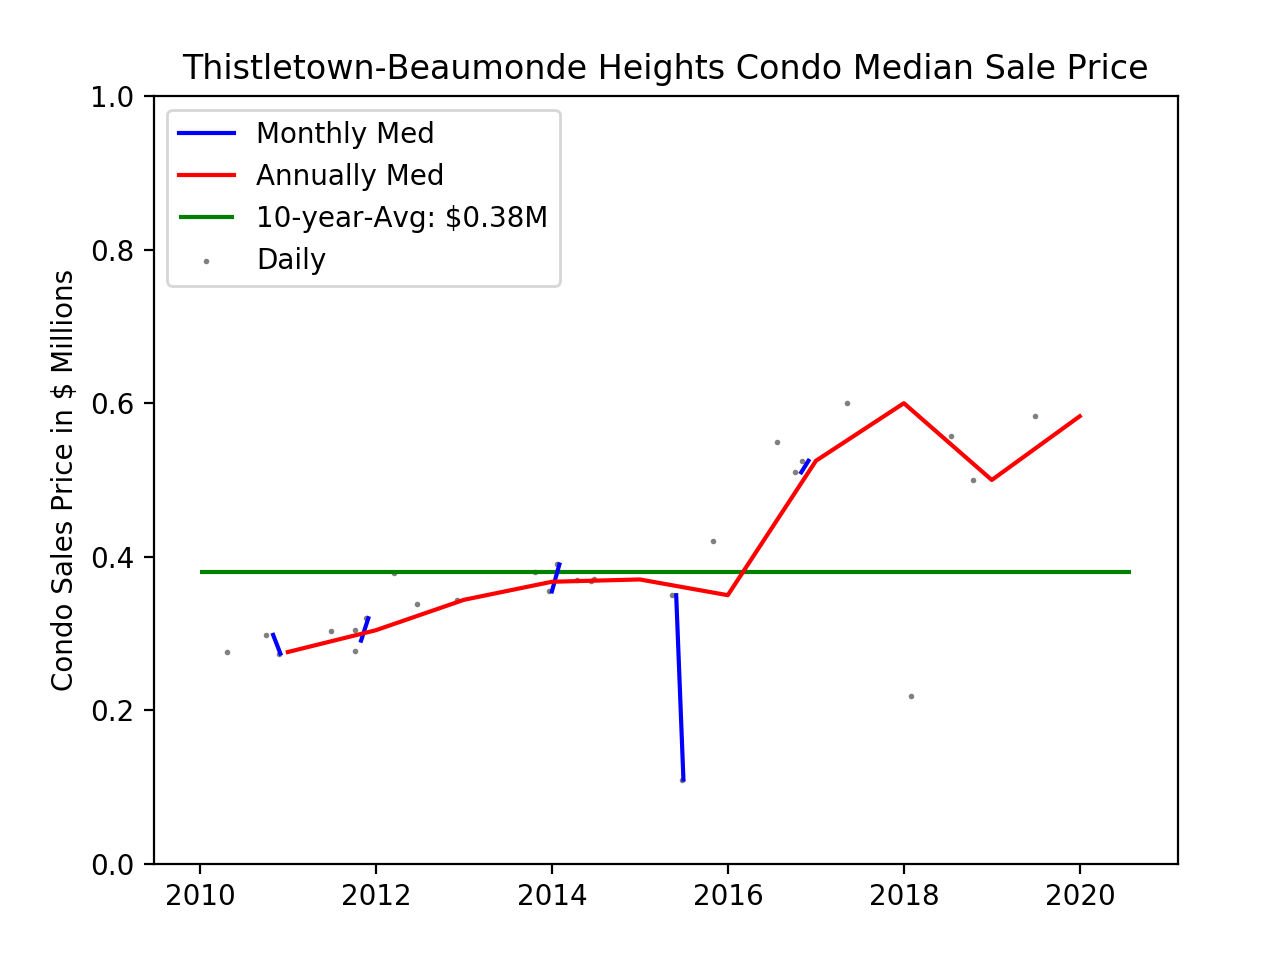 Thistletown-Beaumonde Heights Condo Median Sale Price
1.0
0.8
0.6
0.4
0.2
0.0
Condo Sales Price in $ Millions
Monthly Med
Annually Med
10-year-Avg: $0.38M
Daily
2010 2012 2014 2016 2018 2020